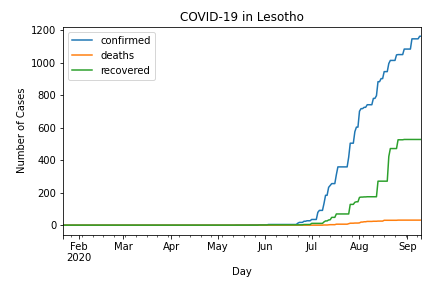 COVID-19 in Lesotho
confirmed
deaths
recovered
1200
1000
800
600
400
200
0
Number of Cases
Feb Mar Apr May Jun Jul Aug Sep
2020
Day